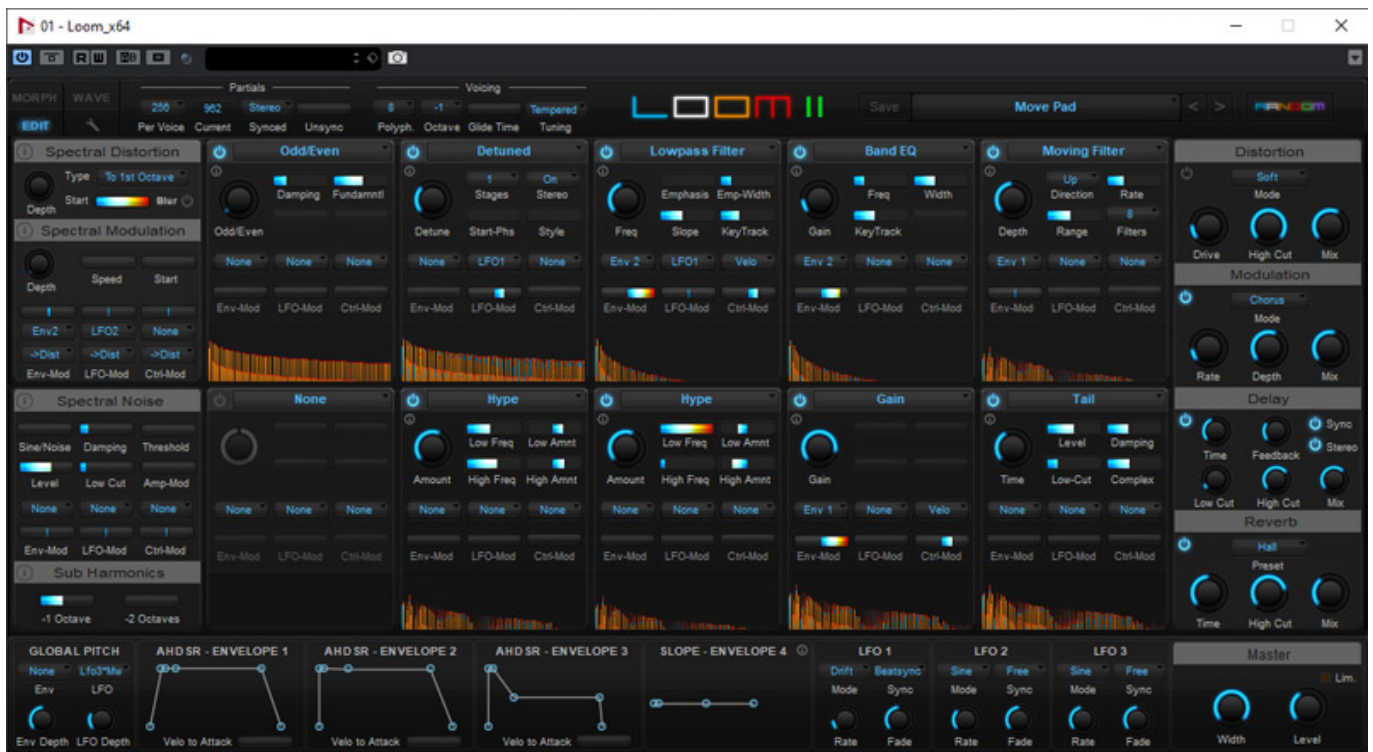 01 - Loom_x64
R W
MORPH WAVE
EDIT
Partials
256 962 Stereo
Per Voice Current Synced Unsync
Voicing
8 -1 Tempered
Polyph. Octave Glide Time Tuning
LOOM II
Save Move Pad < > RANDOM
Spectral Distortion
Type To 1st Octave
Depth Start Blur
Spectral Modulation
Depth Speed Start
Env2 LFO2 None
->Dist ->Dist ->Dist
Env-Mod LFO-Mod Ctrl-Mod
Odd/Even
Damping Fundamntl
Odd/Even
None None None
Env-Mod LFO-Mod Ctrl-Mod
Detuned
1 On
Stages Stereo
Detune Start-Phs Style
None LFO1 None
Env-Mod LFO-Mod Ctrl-Mod
Lowpass Filter
Emphasis Emp-Width
Freq Slope KeyTrack
Env 2 LFO1 Velo
Env-Mod LFO-Mod Ctrl-Mod
Band EQ
Freq Width
Gain KeyTrack
Env 2 None None
Env-Mod LFO-Mod Ctrl-Mod
Moving Filter
Up
Direction Rate
8
Depth Range Filters
Env 1 None None
Env-Mod LFO-Mod Ctrl-Mod
Distortion
Soft
Mode
Drive High Cut Mix
Modulation
Chorus
Mode
Rate Depth Mix
Spectral Noise
Sine/Noise Damping Threshold
Level Low Cut Amp-Mod
None None None
Env-Mod LFO-Mod Ctrl-Mod
Sub Harmonics
-1 Octave -2 Octaves
None
None None None
Env-Mod LFO-Mod Ctrl-Mod
Hype
Low Freq Low Amnt
Amount High Freq High Amnt
None None None
Env-Mod LFO-Mod Ctrl-Mod
Hype
Low Freq Low Amnt
Amount High Freq High Amnt
None None None
Env-Mod LFO-Mod Ctrl-Mod
Gain
Gain
Env 1 None Velo
Env-Mod LFO-Mod Ctrl-Mod
Tail
Level Damping
Time Low-Cut Complex
None None None
Env-Mod LFO-Mod Ctrl-Mod
Delay
Sync
Time Feedback Stereo
Low Cut High Cut Mix
Reverb
Hall
Preset
Time High Cut Mix
GLOBAL PITCH
None Lfo3*Mw
Env LFO
Env Depth LFO Depth
AHDSR - ENVELOPE 1
Velo to Attack
AHDSR - ENVELOPE 2
Velo to Attack
AHDSR - ENVELOPE 3
Velo to Attack
SLOPE - ENVELOPE 4
LFO 1
Drift Beatsync
Mode Sync
Rate Fade
LFO 2
Sine Free
Mode Sync
Rate Fade
LFO 3
Sine Free
Mode Sync
Rate Fade
Master
Lim.
Width Level